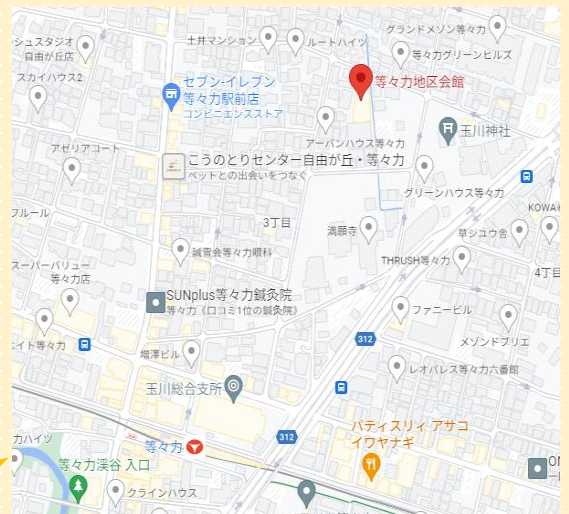 グランドメゾン等々力
シュスタジオ
自由が丘店
土井マンション
ルートハイツ
等々力グリーンヒルズ
スカイハウス2
セブン-イレブン
等々力駅前店
コンビニエンスストア
等々力地区会館
アーバンハウス等々力
玉川神社
アゼリアコート
こうのとりセンター自由が丘・等々力
ペットとの出会いをつなぐ
グリーンハウス等々力
フルール
3丁目
満願寺
草シユウ舎
KOWA
誠雪会等々力眼科
THRUSH等々力
4丁目
スーパーバリュー
等々力店
SUNplus等々力鍼灸院
等々力《口コミ1位の鍼灸院》
ファニービル
312
メゾンドブリエ
エイト等々力
増澤ビル
レオパレス等々力六番館
玉川総合支所
パティスリィ アサコ
イワヤナギ
312
等々力
力ハイツ
等々力渓谷 入口
クラインハウス